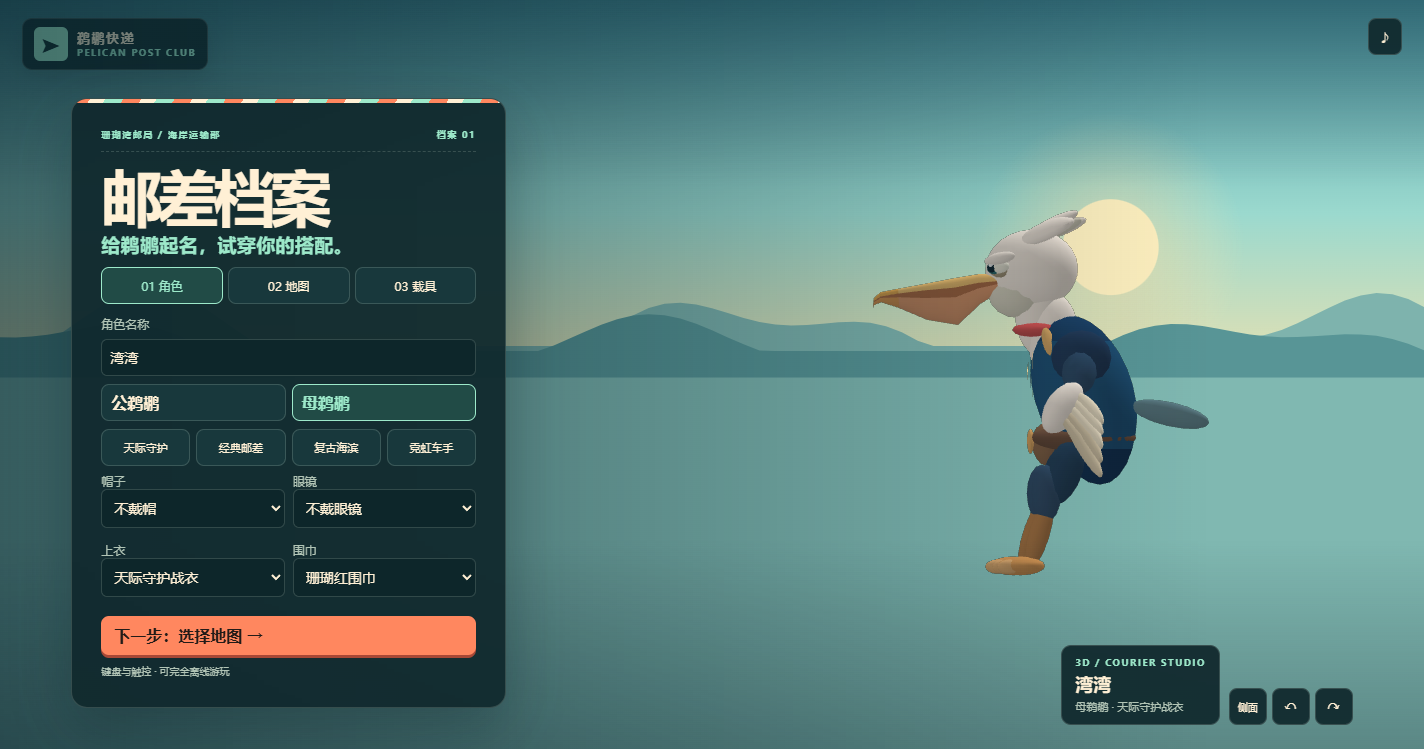 鹈鹕快递
PELICAN POST CLUB
♪
珊瑚湾邮局 / 海岸运输部
档案 01
邮差档案
给鹈鹕起名，试穿你的搭配。
01 角色
02 地图
03 载具
角色名称
湾湾
公鹈鹕
母鹈鹕
天际守护
经典邮差
复古海滨
霓虹车手
帽子
眼镜
不戴帽
不戴眼镜
上衣
围巾
天际守护战衣
珊瑚红围巾
下一步：选择地图 →
键盘与触控 · 可完全离线游玩
3D / COURIER STUDIO
湾湾
母鹈鹕 · 天际守护战衣
侧面